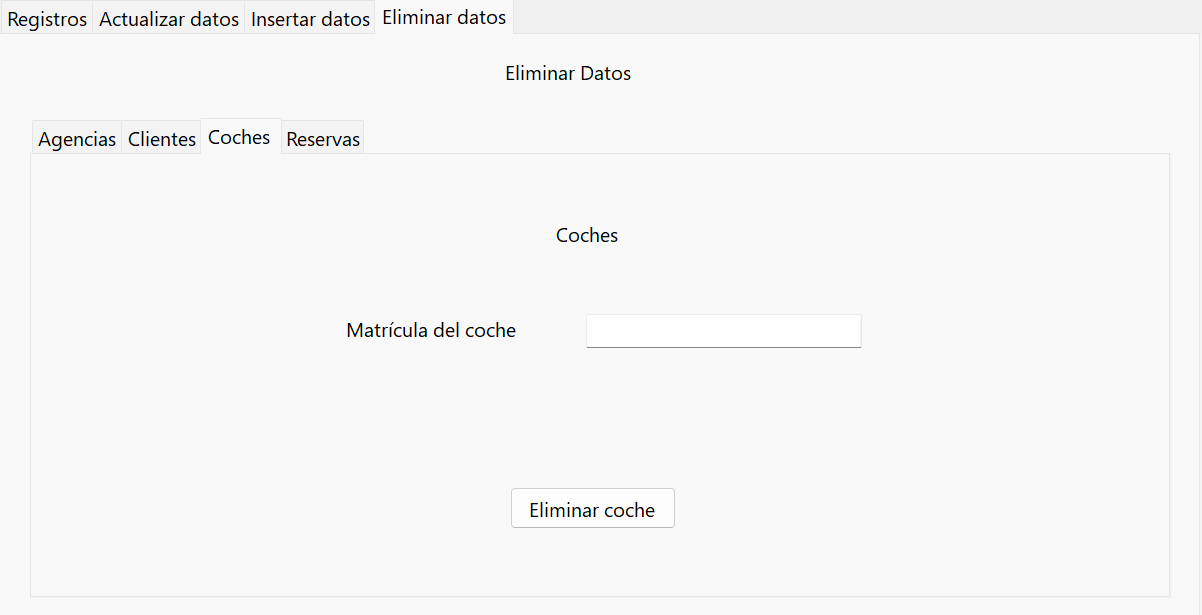 Registros Actualizar datos Insertar datos Eliminar datos
Eliminar Datos
Agencias Clientes Coches Reservas
Coches
Matrícula del coche
Eliminar coche